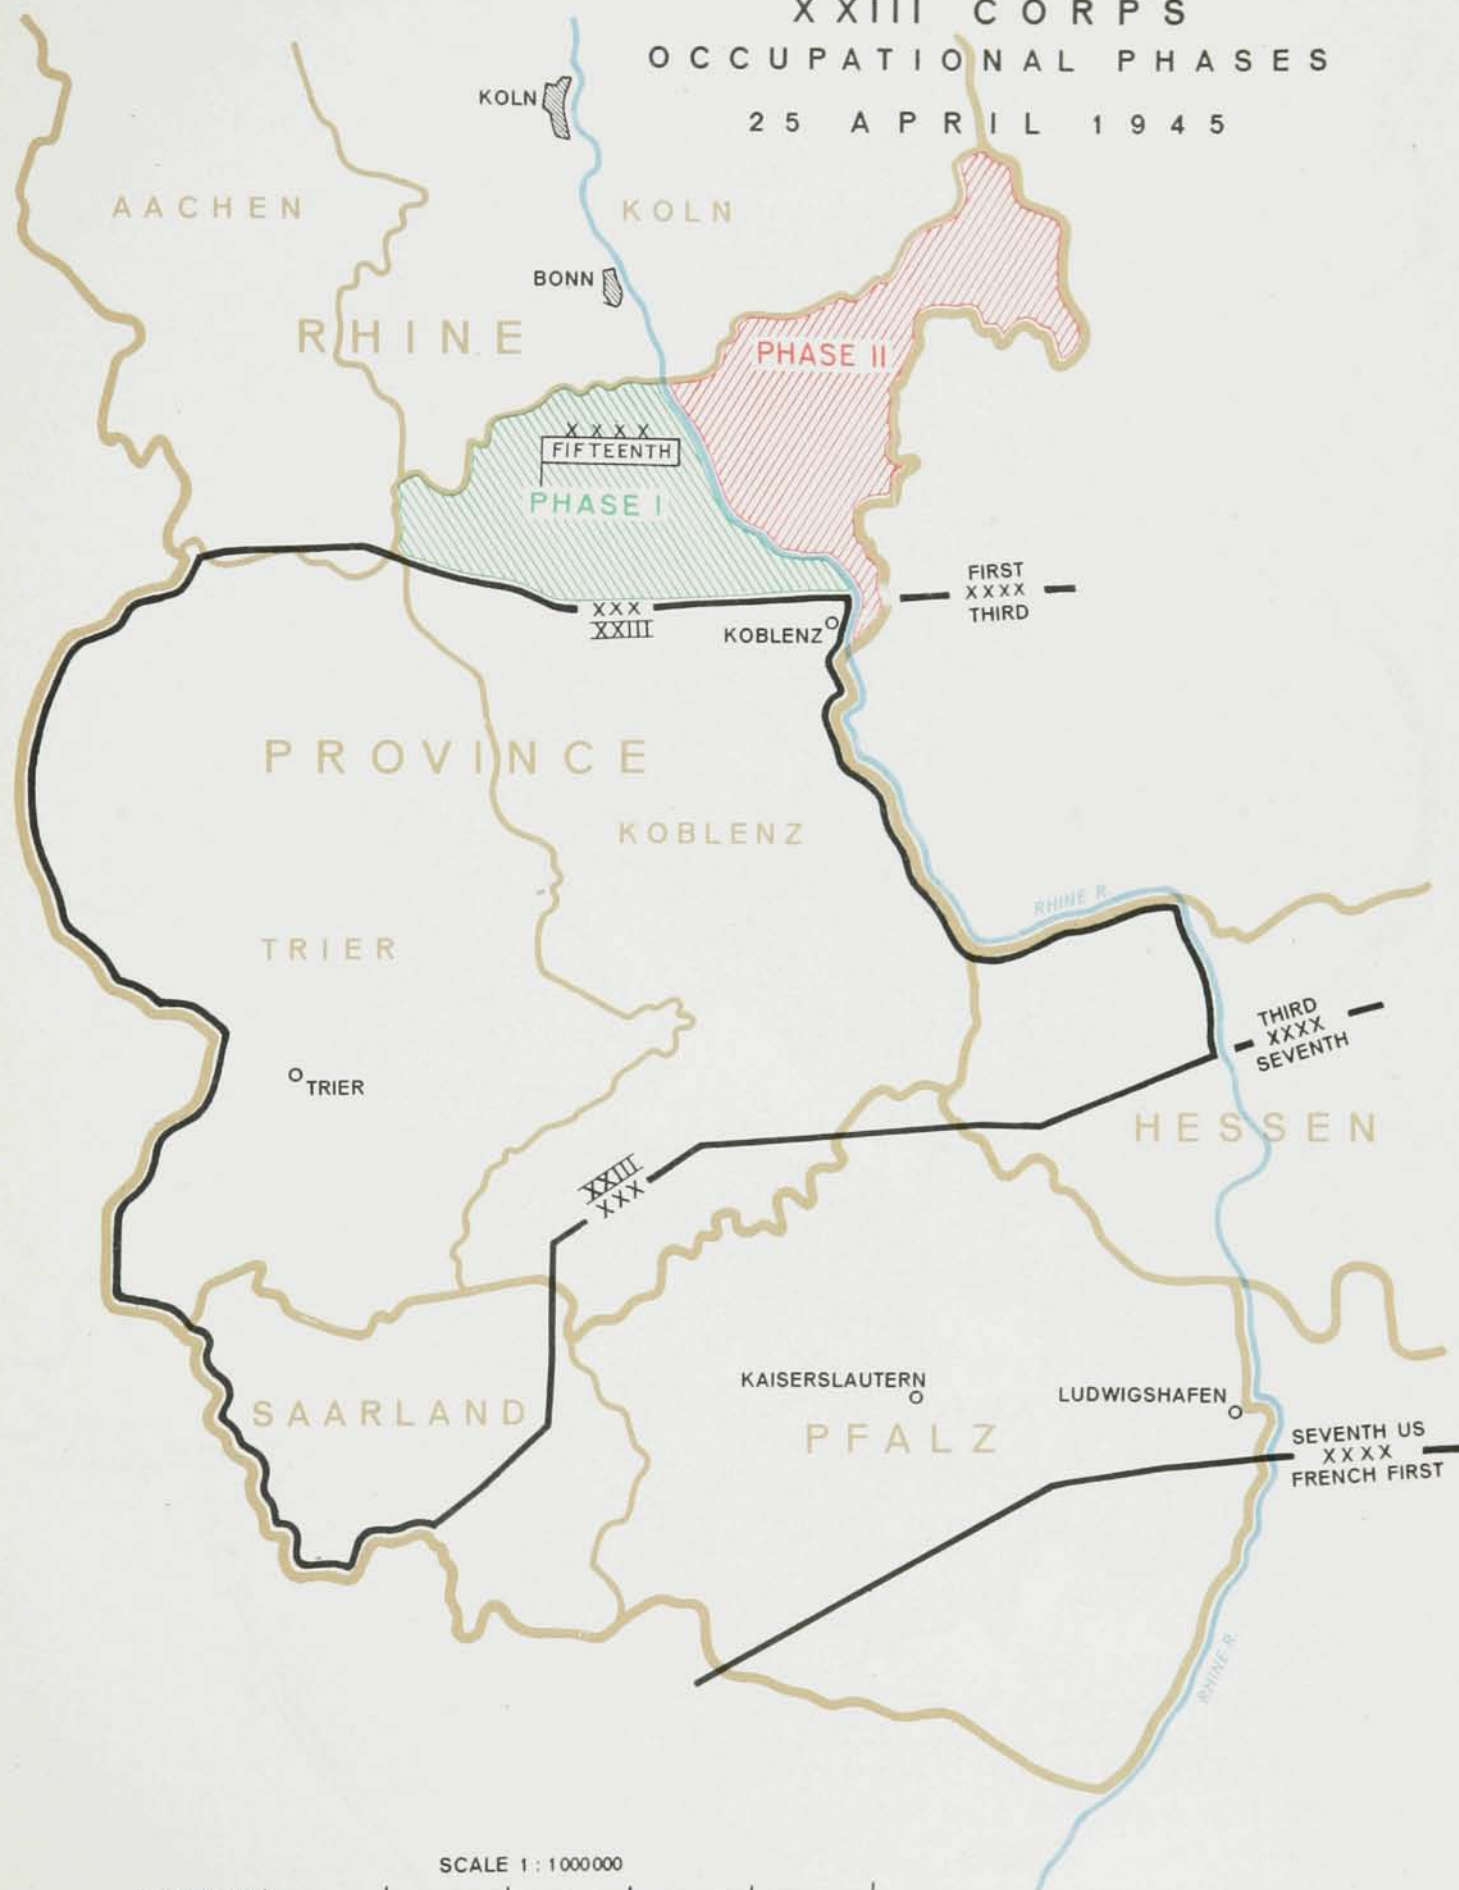 XXIII CORPS
OCCUPATIONAL PHASES
25 APRIL 1945
KOLN
AACHEN
KOLN
BONN
RHINE
PHASE II
XXXX
FIFTEENTH
PHASE I
FIRST
XXXX
THIRD
XXX
XXIII
KOBLENZ
PROVINCE
KOBLENZ
RHINE R.
TRIER
THIRD
XXXX
SEVENTH
TRIER
HESSEN
XXIII
XXX
KAISERSLAUTERN
LUDWIGSHAFEN
SAARLAND
PFALZ
SEVENTH US
XXXX
FRENCH FIRST
RHINE R.
SCALE 1 : 1000000